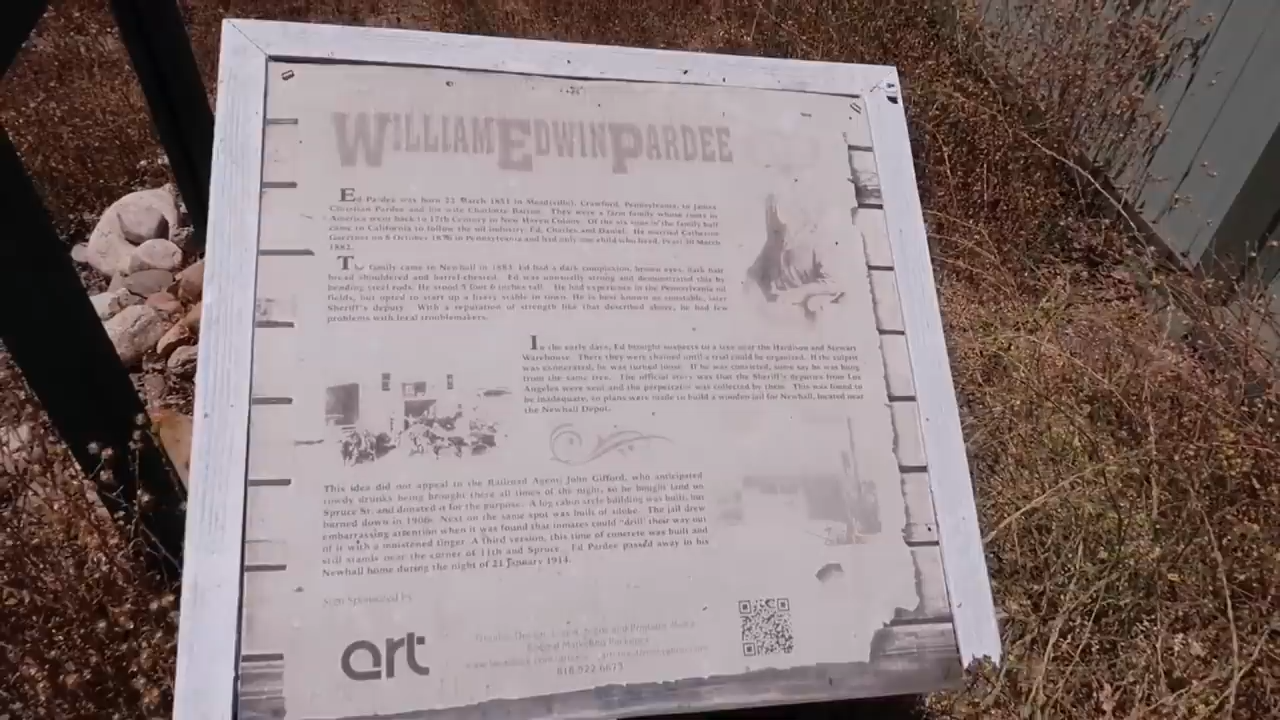 WILLIAM EDWIN PARDEE
Ed Pardee was born 22 March 1851 in Meadville, Crawford, Pennsylvania, to James
Christian Pardee and his wife Charlotte Barton. They were a farm family whose roots in
America went back to 17th Century in New Haven Colony. Of the six sons in the family half
came to California to follow the oil industry: Ed, Charles and Daniel. He married Catherine
on 8 October 1876 in Pennsylvania and had only one child who lived, Pearl 30 March
1882.
The family came to Newhall in 1883. Ed had a dark complexion, brown eyes, dark hair
broad shouldered and barrel-chested. Ed was unusually strong and demonstrated this by
bending steel rods. He stood 5 foot 6 inches tall. He had experience in the Pennsylvania oil
fields, but opted to start up a livery stable in town. He is best known as constable, later
Sheriff's deputy. With a reputation of strength like that described above, he had few
problems with local troublemakers.
In the early days, Ed brought suspects to a tree near the Hardison and Stewart
Warehouse. There they were chained until a trial could be organized. If the culprit
was exonerated, he was turned loose. If he was convicted, some say he was hung
from the same tree. The official story was that the Sheriff's deputies from Los
Angeles were sent and the perpetrator was collected by them. This was found to
be inadequate, so plans were made to build a wooden jail for Newhall, located near
the Newhall Depot.
This idea did not appeal to the Railroad Agent, John Gifford, who anticipated
rowdy drunks being brought there all times of the night, so he bought land on
Spruce St. and donated it for the purpose. A log cabin style building was built, but
burned down in 1906. Next on the same spot was built of adobe. The jail drew
embarrassing attention when it was found that inmates could "drill" their way out
of it with a moistened finger. A third version, this time of concrete was built and
still stands near the corner of 11th and Spruce. Ed Pardee passed away in his
Newhall home during the night of 21 January 1914.
Sign Sponsored by
art
818.922.6673